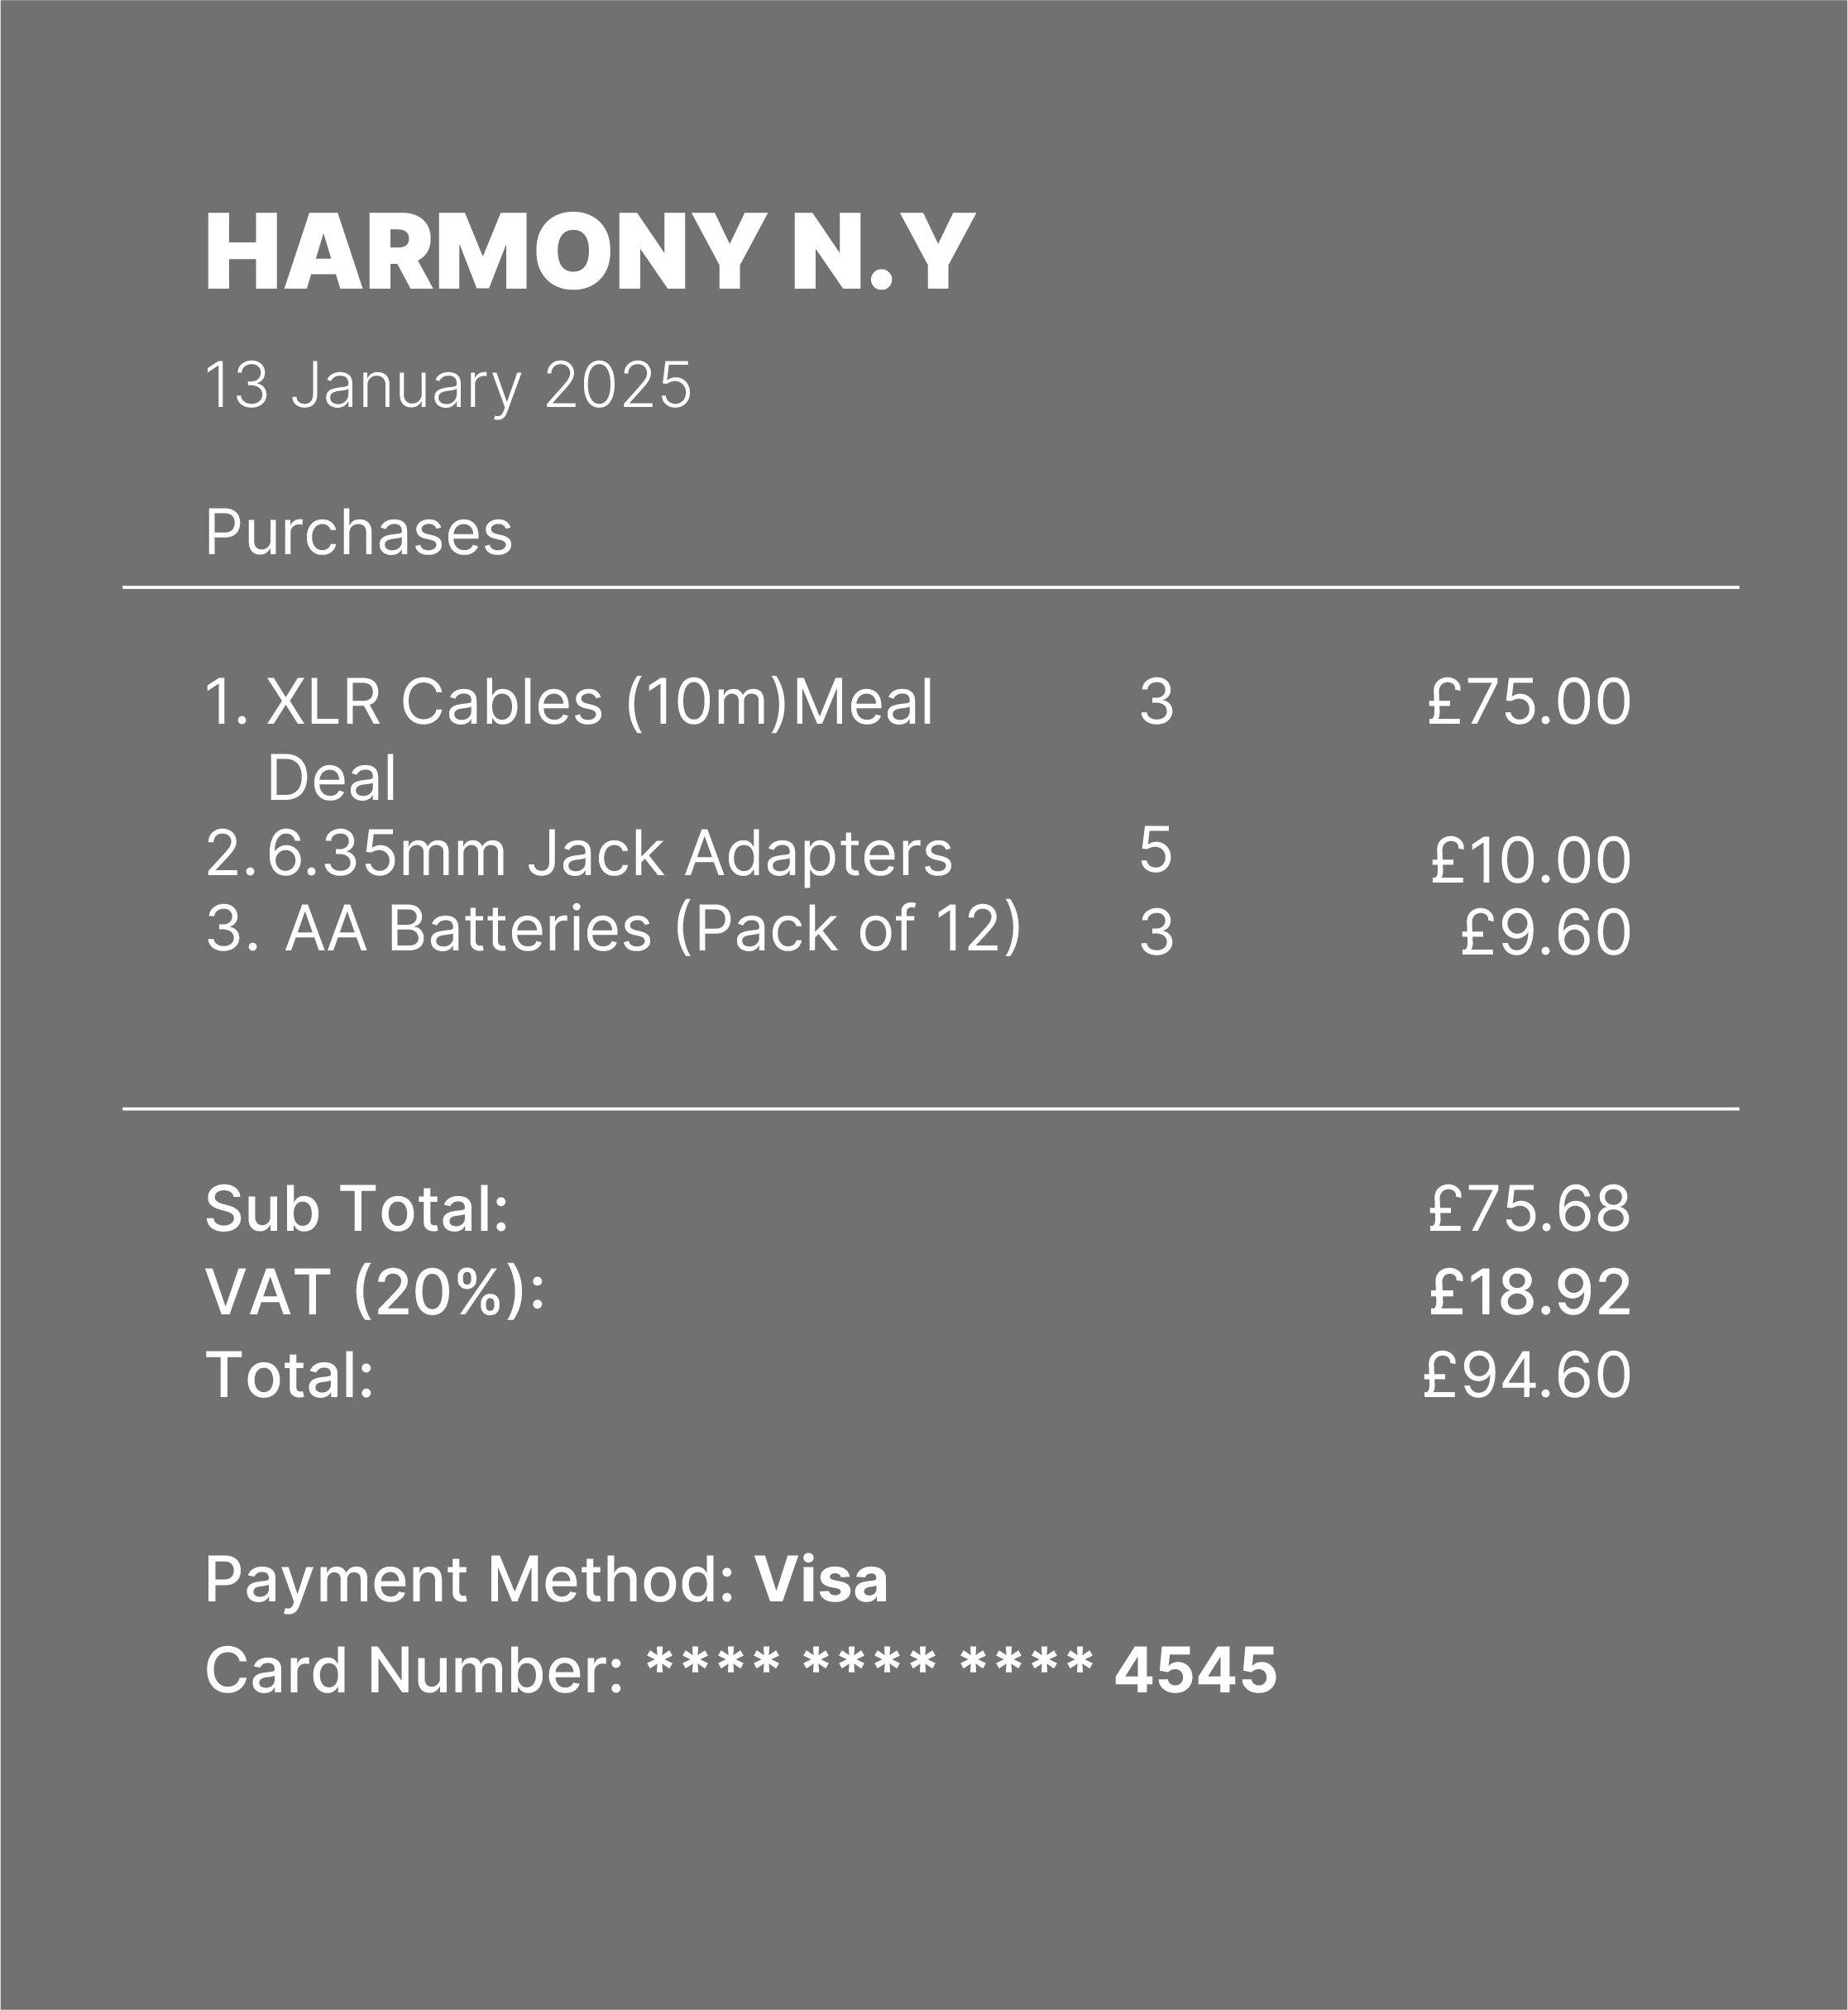 HARMONY N.Y
13 January 2025
Purchases
1. XLR Cables (10m)Meal Deal 3 £75.00
2. 6.35mm Jack Adapters 5 £10.00
3. AA Batteries (Pack of 12) 3 £9.60
Sub Total: £75.68
VAT (20%): £18.92
Total: £94.60
Payment Method: Visa
Card Number: **** **** **** 4545